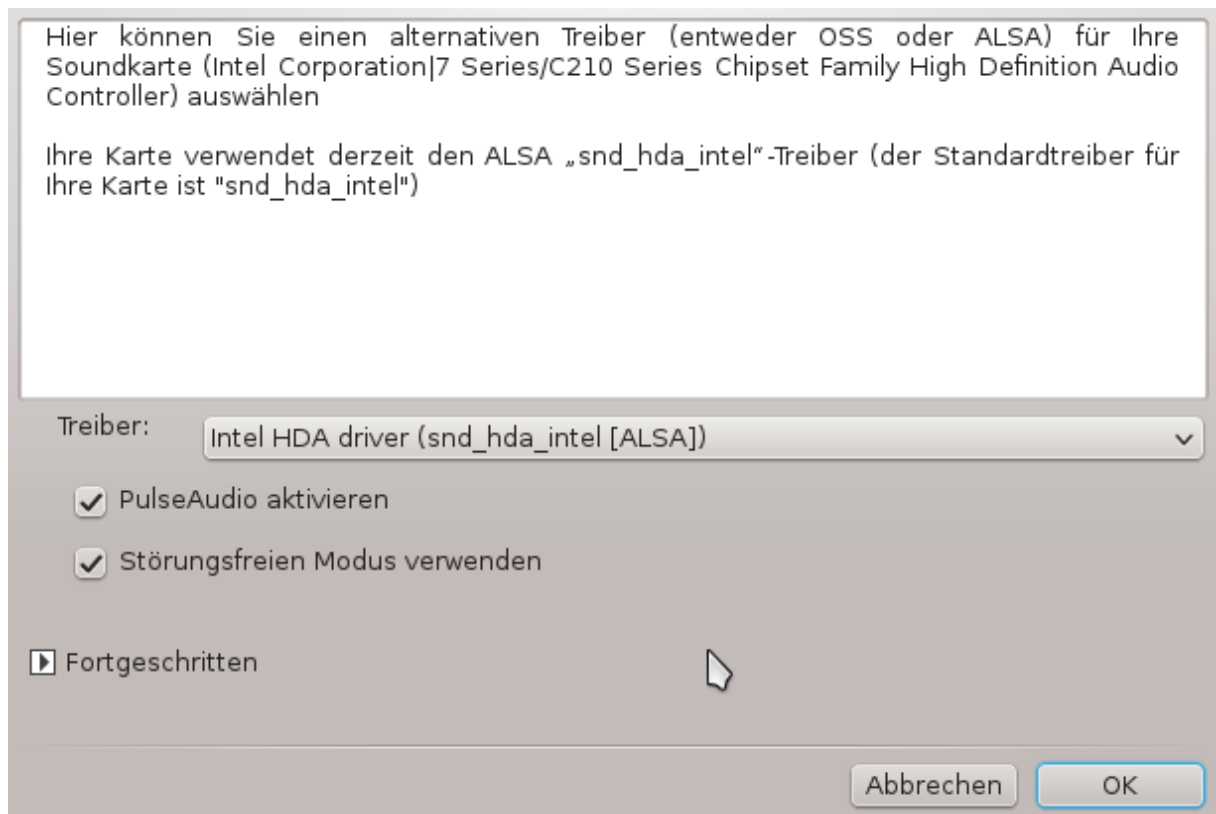 Hier können Sie einen alternativen Treiber (entweder OSS oder ALSA) für Ihre
Soundkarte (Intel Corporation|7 Series/C210 Series Chipset Family High Definition Audio
Controller) auswählen
Ihre Karte verwendet derzeit den ALSA „snd_hda_intel“-Treiber (der Standardtreiber für
Ihre Karte ist "snd_hda_intel")
Treiber:
Intel HDA driver (snd_hda_intel [ALSA])
PulseAudio aktivieren
Störungsfreien Modus verwenden
Fortgeschritten
Abbrechen
OK